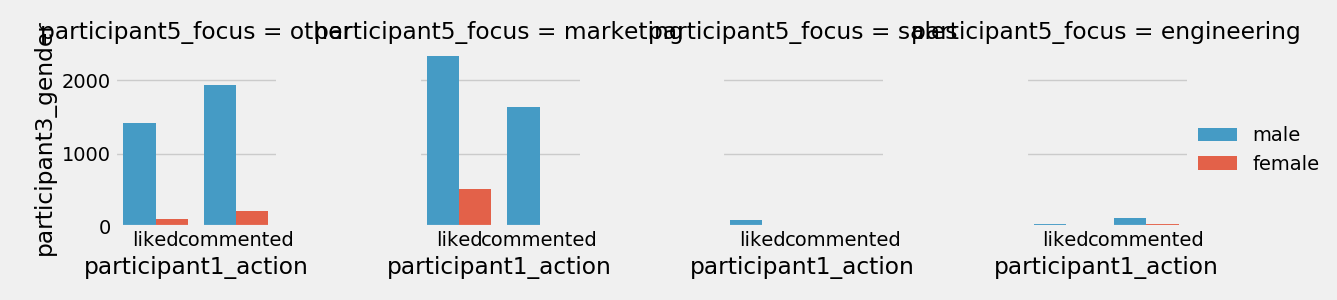 participant5_focus = other
participant5_focus = marketing
participant5_focus = sales
participant5_focus = engineering
participant3_gender
2000
1000
0
liked commented
participant1_action
liked commented
participant1_action
liked commented
participant1_action
liked commented
participant1_action
male
female